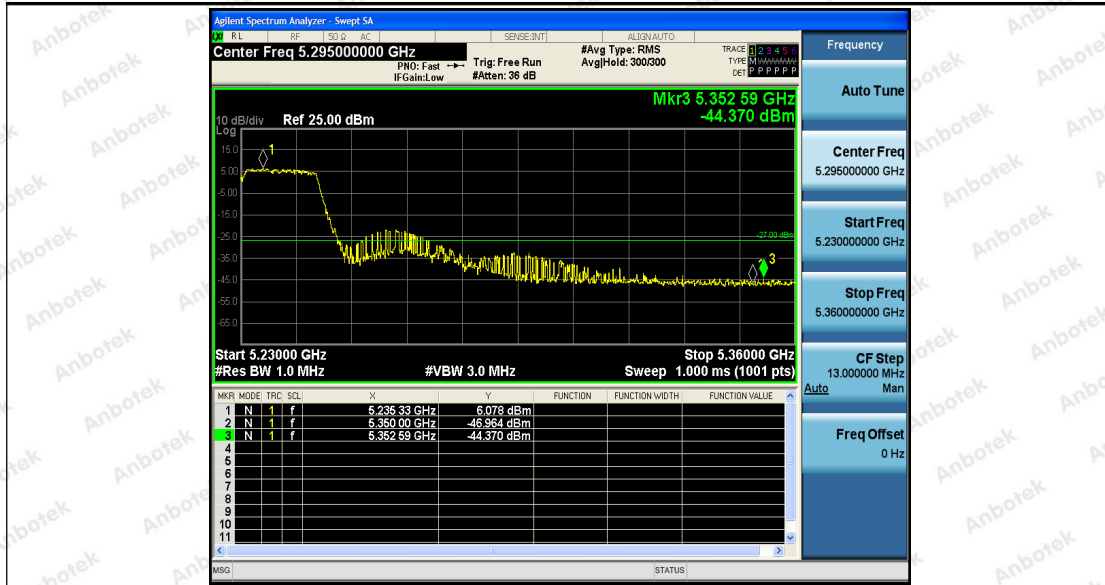 Agilent Spectrum Analyzer - Swept SA
RL RF 50 Ω AC SENSE:INT ALIGNAUTO
Center Freq 5.295000000 GHz
PNO: Fast
IFGain:Low
Trig: Free Run
#Atten: 36 dB
#Avg Type: RMS
Avg|Hold: 300/300
TRACE 1 2 3 4 5 6
TYPE M
DET P P P P P P
Mkr3 5.352 59 GHz
-44.370 dBm
10 dB/div Ref 25.00 dBm
Log
15.0
5.00
-5.00
-15.0
-25.0
-35.0
-45.0
-55.0
-65.0
1
-27.00 dBm
3
Start 5.23000 GHz Stop 5.36000 GHz
#Res BW 1.0 MHz #VBW 3.0 MHz Sweep 1.000 ms (1001 pts)
MKR MODE TRC SCL X Y FUNCTION FUNCTION WIDTH FUNCTION VALUE
1 N 1 f 5.235 33 GHz 6.078 dBm
2 N 1 f 5.350 00 GHz -46.964 dBm
3 N 1 f 5.352 59 GHz -44.370 dBm
4
5
6
7
8
9
10
11
MSG STATUS
Frequency
Auto Tune
Center Freq
5.295000000 GHz
Start Freq
5.230000000 GHz
Stop Freq
5.360000000 GHz
CF Step
13.000000 MHz
Auto Man
Freq Offset
0 Hz
Anbotek